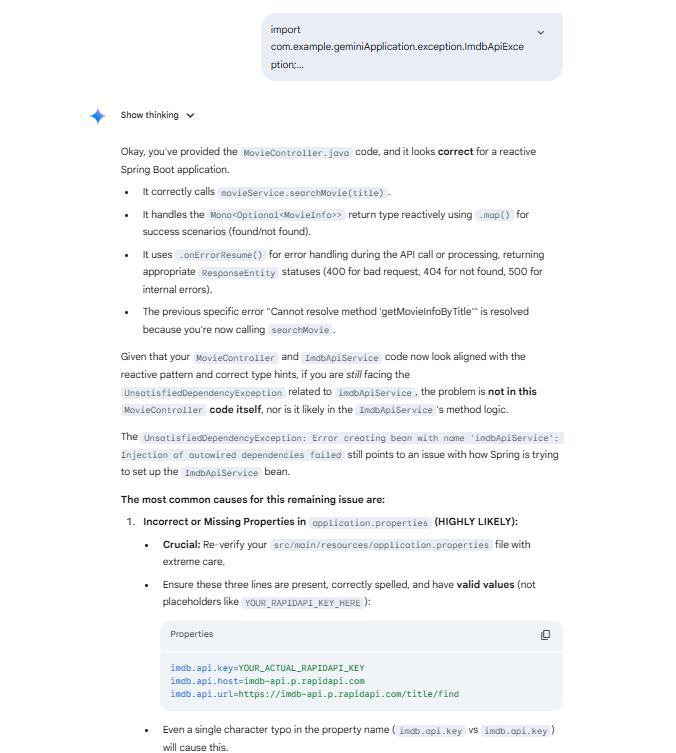 import
com.example.geminiApplication.exception.ImdbApiExce
ption;...
Show thinking
Okay, you've provided the MovieController.java code, and it looks correct for a reactive
Spring Boot application.
• It correctly calls movieService.searchMovie(title).
• It handles the Mono<Optional<MovieInfo>> return type reactively using .map() for
success scenarios (found/not found).
• It uses .onErrorResume() for error handling during the API call or processing, returning
appropriate ResponseEntity statuses (400 for bad request, 404 for not found, 500 for
internal errors).
• The previous specific error "Cannot resolve method 'getMovieInfoByTitle'" is resolved
because you're now calling searchMovie.
Given that your MovieController and ImdbApiService code now look aligned with the
reactive pattern and correct type hints, if you are still facing the
UnsatisfiedDependencyException related to imdbApiService, the problem is not in this
MovieController code itself, nor is it likely in the ImdbApiService 's method logic.
The UnsatisfiedDependencyException: Error creating bean with name 'imdbApiService':
Injection of autowired dependencies failed still points to an issue with how Spring is trying
to set up the ImdbApiService bean.
The most common causes for this remaining issue are:
1. Incorrect or Missing Properties in application.properties (HIGHLY LIKELY):
• Crucial: Re-verify your src/main/resources/application.properties file with
extreme care.
• Ensure these three lines are present, correctly spelled, and have valid values (not
placeholders like YOUR_RAPIDAPI_KEY_HERE):
Properties
imdb.api.key=YOUR_ACTUAL_RAPIDAPI_KEY
imdb.api.host=imdb-api.p.rapidapi.com
imdb.api.url=https://imdb-api.p.rapidapi.com/title/find
• Even a single character typo in the property name (imdb.api.key vs imdb.api.key)
will cause this.